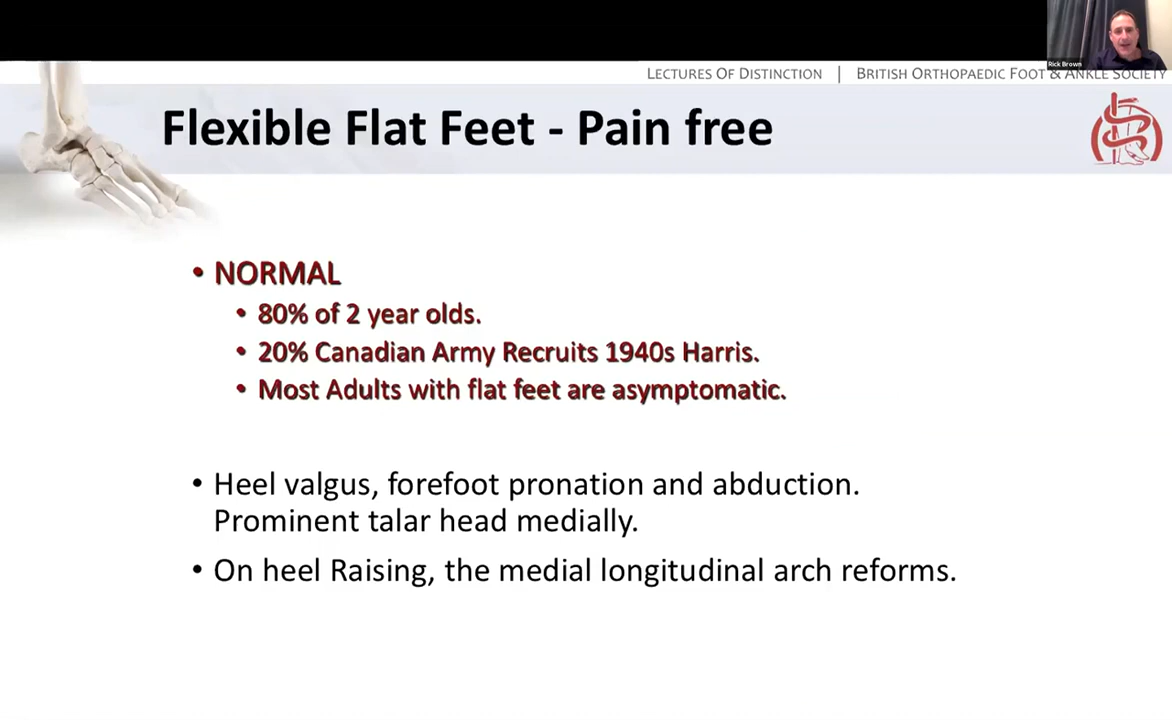 Rick Brown
LECTURES OF DISTINCTION | BRITISH ORTHOPAEDIC FOOT & ANKLE SOCIETY
Flexible Flat Feet - Pain free
• NORMAL
• 80% of 2 year olds.
• 20% Canadian Army Recruits 1940s Harris.
• Most Adults with flat feet are asymptomatic.
• Heel valgus, forefoot pronation and abduction.
Prominent talar head medially.
• On heel Raising, the medial longitudinal arch reforms.